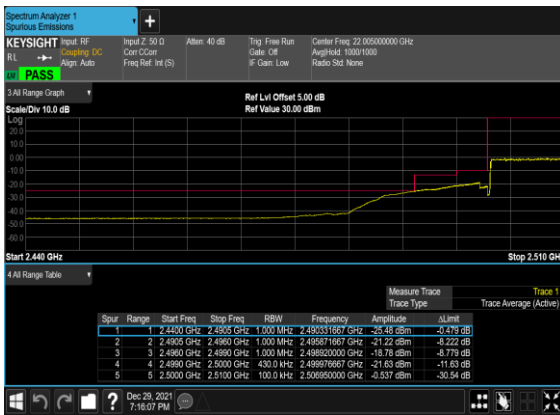 Spectrum Analyzer 1
Spurious Emissions
KEYSIGHT Input: RF Input Z: 50 Ω Atten: 40 dB Trig: Free Run Center Freq: 22.005000000 GHz
RL Coupling: DC Corr CCorr Gate: Off Avg|Hold: 1000/1000
Align: Auto Freq Ref: Int (S) IF Gain: Low Radio Std: None
PASS
3 All Range Graph
Ref Lvl Offset 5.00 dB
Scale/Div 10.0 dB Ref Value 30.00 dBm
Log
20.0
10.0
0.00
-10.0
-20.0
-30.0
-40.0
-50.0
-60.0
Start 2.440 GHz Stop 2.510 GH
4 All Range Table
Measure Trace Trace 1
Trace Type Trace Average (Active)
Spur Range Start Freq Stop Freq RBW Frequency Amplitude ΔLimit
1 1 2.4400 GHz 2.4905 GHz 1.000 MHz 2.490331667 GHz -25.48 dBm -0.479 dB
2 2 2.4905 GHz 2.4960 GHz 1.000 MHz 2.495871667 GHz -21.22 dBm -8.222 dB
3 3 2.4960 GHz 2.4990 GHz 1.000 MHz 2.498920000 GHz -18.78 dBm -8.779 dB
4 4 2.4990 GHz 2.5000 GHz 430.0 kHz 2.499976667 GHz -21.63 dBm -11.63 dB
5 5 2.5000 GHz 2.5100 GHz 100.0 kHz 2.506950000 GHz -0.537 dBm -30.54 dB
Dec 29, 2021
7:16:07 PM